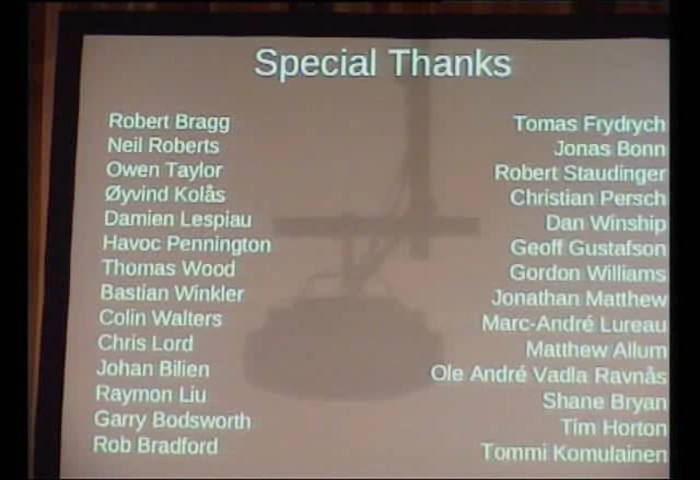 Special Thanks
Robert Bragg
Neil Roberts
Owen Taylor
Øyvind Kolås
Damien Lespiau
Havoc Pennington
Thomas Wood
Bastian Winkler
Colin Walters
Chris Lord
Johan Bilien
Raymon Liu
Garry Bodsworth
Rob Bradford
Tomas Frydrych
Jonas Bonn
Robert Staudinger
Christian Persch
Dan Winship
Geoff Gustafson
Gordon Williams
Jonathan Matthew
Marc-André Lureau
Matthew Allum
Ole André Vadla Ravnås
Shane Bryan
Tim Horton
Tommi Komulainen